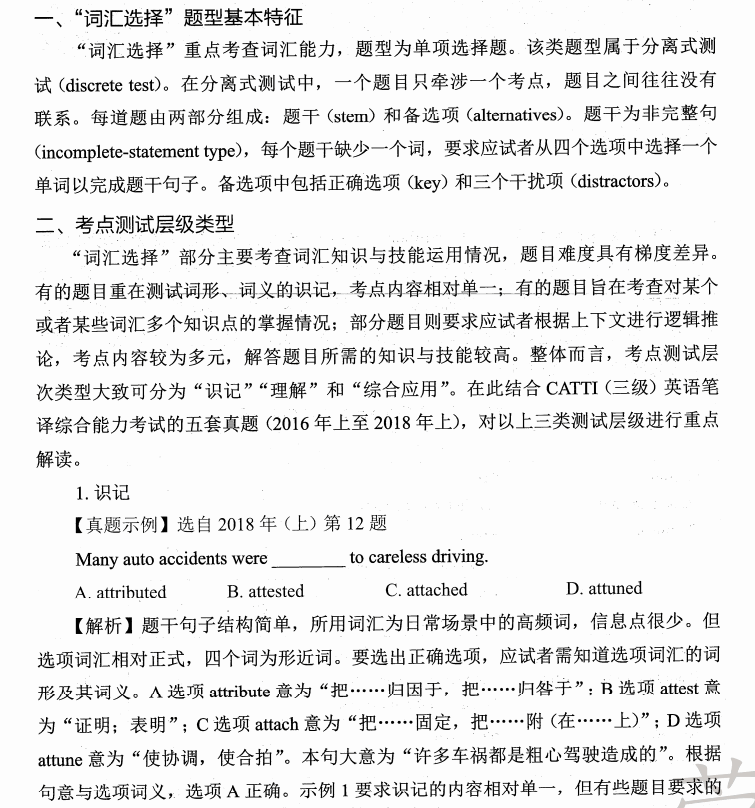 一、“词汇选择”题型基本特征
“词汇选择”重点考查词汇能力，题型为单项选择题。该类题型属于分离式测
试（discrete test）。在分离式测试中，一个题目只牵涉一个考点，题目之间往往没有
联系。每道题由两部分组成：题干（stem）和备选项（alternatives）。题干为非完整句
（incomplete-statement type），每个题干缺少一个词，要求应试者从四个选项中选择一个
单词以完成题干句子。备选项中包括正确选项（key）和三个干扰项（distractors）。
二、考点测试层级类型
“词汇选择”部分主要考查词汇知识与技能运用情况，题目难度具有梯度差异。
有的题目重在测试词形、词义的识记，考点内容相对单一；有的题目旨在考查对某个
或者某些词汇多个知识点的掌握情况；部分题目则要求应试者根据上下文进行逻辑推
论，考点内容较为多元，解答题目所需的知识与技能较高。整体而言，考点测试层
次类型大致可分为“识记”“理解”和“综合应用”。在此结合 CATTI（三级）英语笔
译综合能力考试的五套真题（2016 年上至 2018 年上），对以上三类测试层级进行重点
解读。
1. 识记
【真题示例】选自 2018 年（上）第 12 题
Many auto accidents were ________ to careless driving.
A. attributed B. attested C. attached D. attuned
【解析】题干句子结构简单，所用词汇为日常场景中的高频词，信息点很少。但
选项词汇相对正式，四个词为形近词。要选出正确选项，应试者需知道选项词汇的词
形及其词义。A 选项 attribute 意为“把……归因于，把……归咎于”；B 选项 attest 意
为“证明；表明”；C 选项 attach 意为“把……固定，把……附（在……上）”；D 选项
attune 意为“使协调，使合拍”。本句大意为“许多车祸都是粗心驾驶造成的”。根据
句意与选项词义，选项 A 正确。示例 1 要求识记的内容相对单一，但有些题目要求的